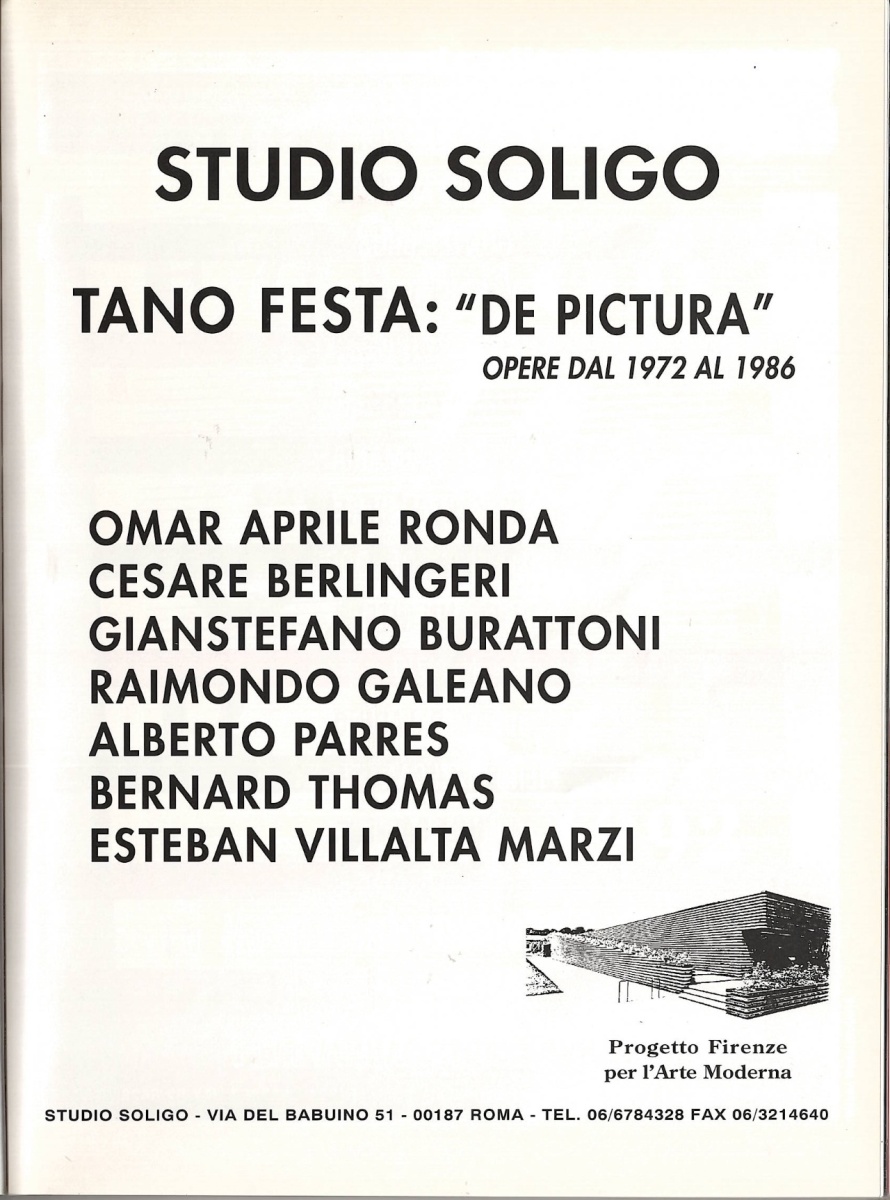 STUDIO SOLIGO
TANO FESTA: “DE PICTURA”
OPERE DAL 1972 AL 1986
OMAR APRILE RONDA
CESARE BERLINGERI
GIANSTEFANO BURATTONI
RAIMONDO GALEANO
ALBERTO PARRES
BERNARD THOMAS
ESTEBAN VILLALTA MARZI
Progetto Firenze
per l'Arte Moderna
STUDIO SOLIGO - VIA DEL BABUINO 51 - 00187 ROMA - TEL. 06/6784328 FAX 06/3214640